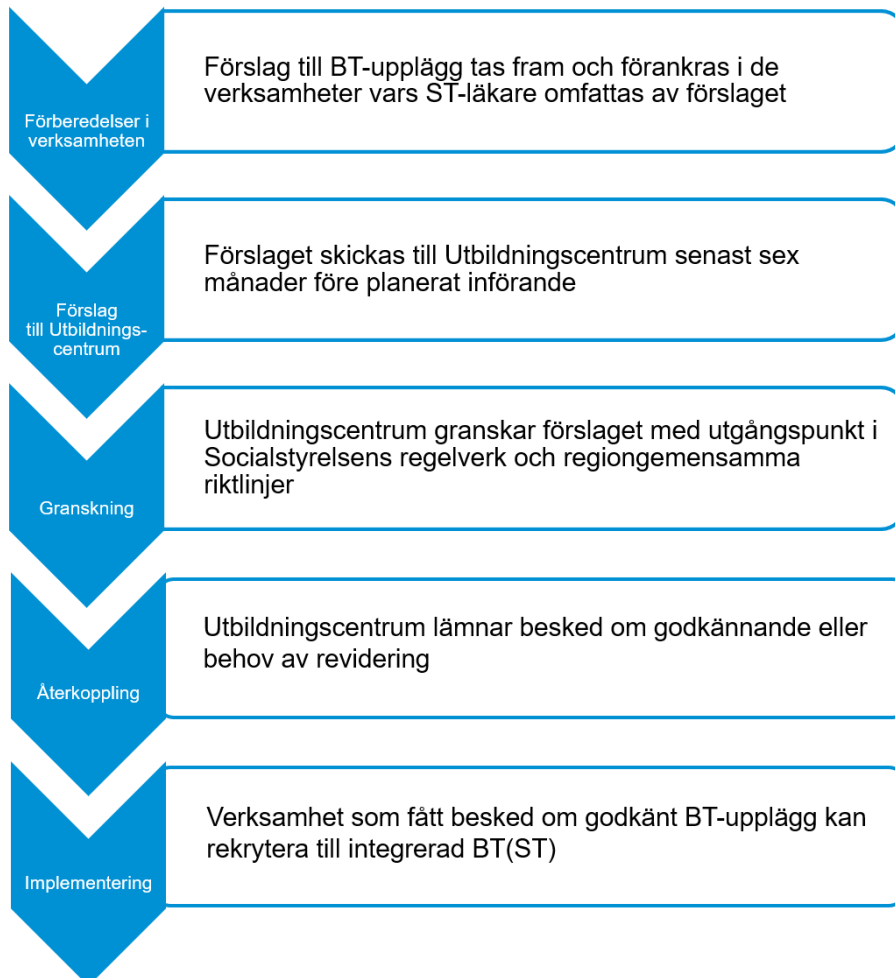 Förberedelser i
verksamheten
Förslag till BT-upplägg tas fram och förankras i de
verksamheter vars ST-läkare omfattas av förslaget
Förslag
till Utbildnings-
centrum
Förslaget skickas till Utbildningscentrum senast sex
månader före planerat införande
Granskning
Utbildningscentrum granskar förslaget med utgångspunkt i
Socialstyrelsens regelverk och regiongemensamma
riktlinjer
Återkoppling
Utbildningscentrum lämnar besked om godkännande eller
behov av revidering
Implementering
Verksamhet som fått besked om godkänt BT-upplägg kan
rekrytera till integrerad BT(ST)